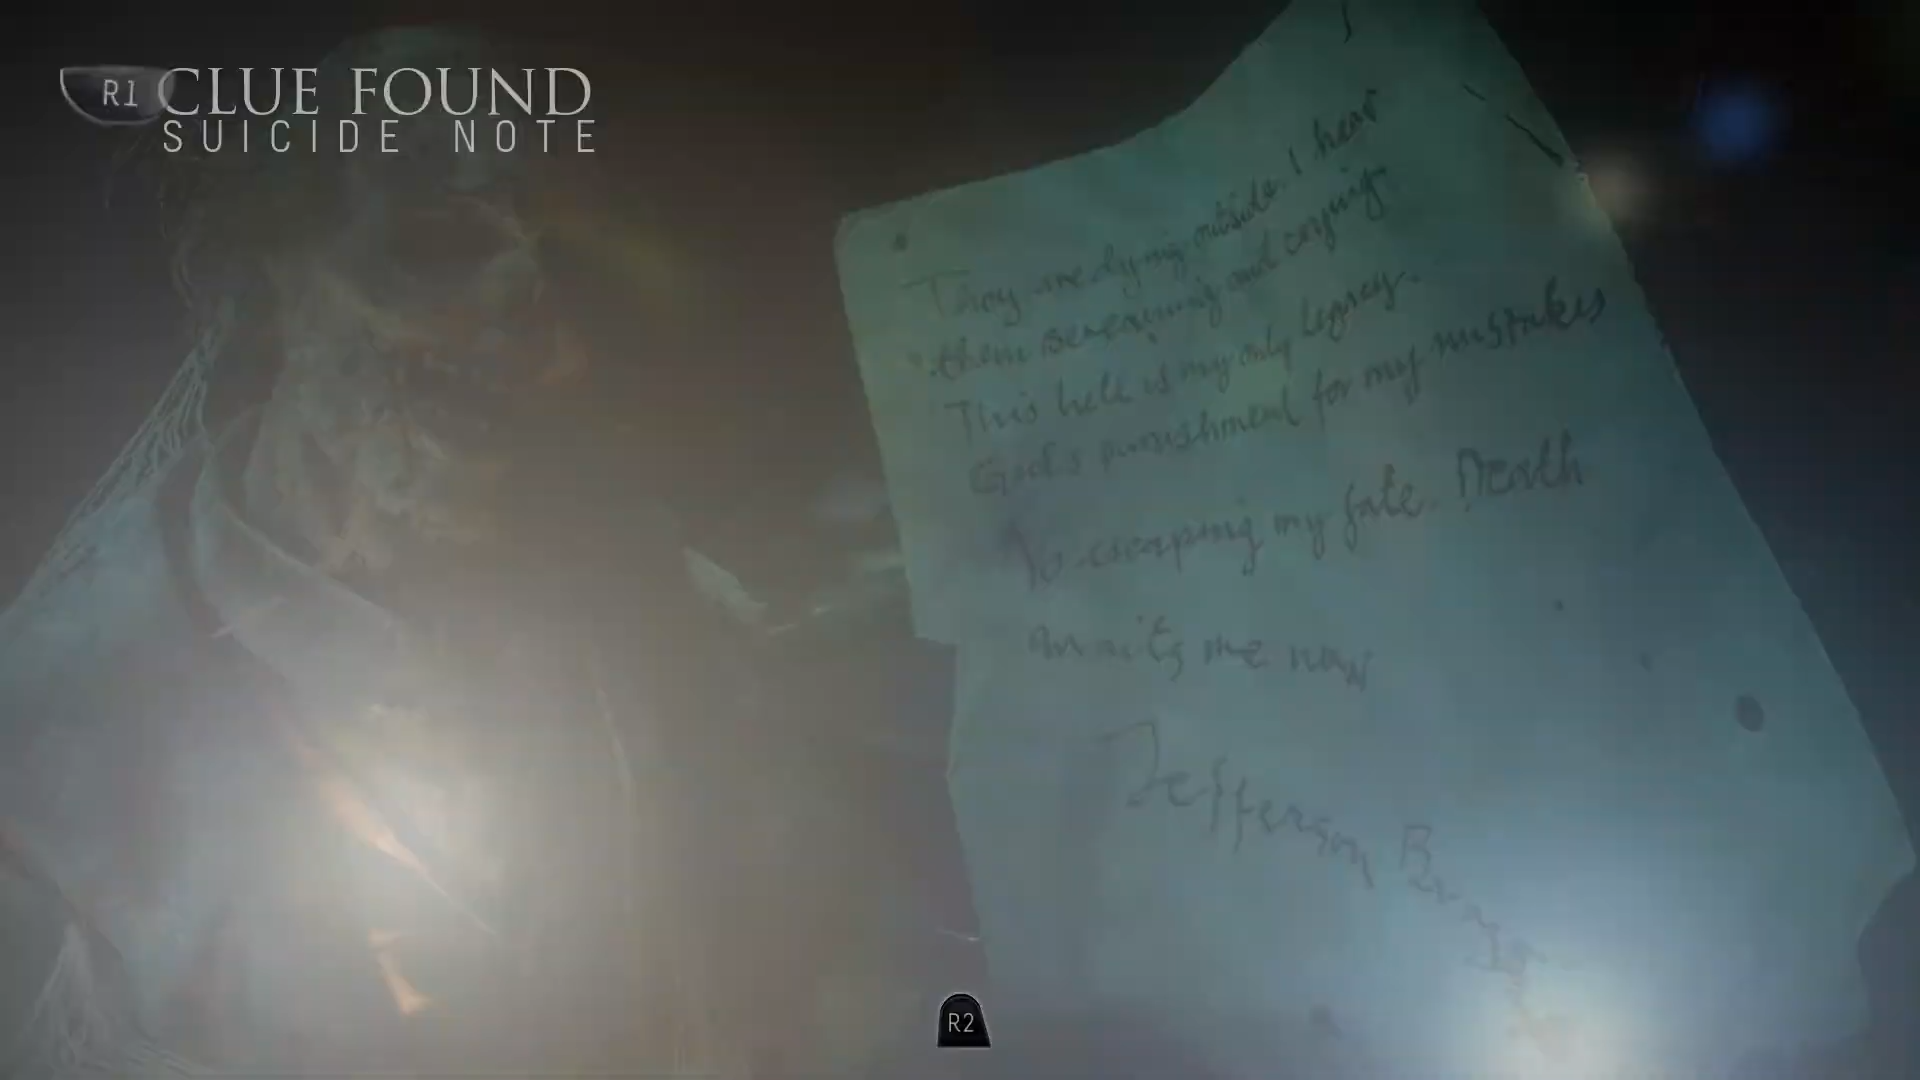 R1 CLUE FOUND
SUICIDE NOTE
They are dying outside. I hear
them screaming and crying.
This hell is my only legacy.
God's punishment for my mistakes
No escaping my fate. Death
awaits me now
Jefferson
R2